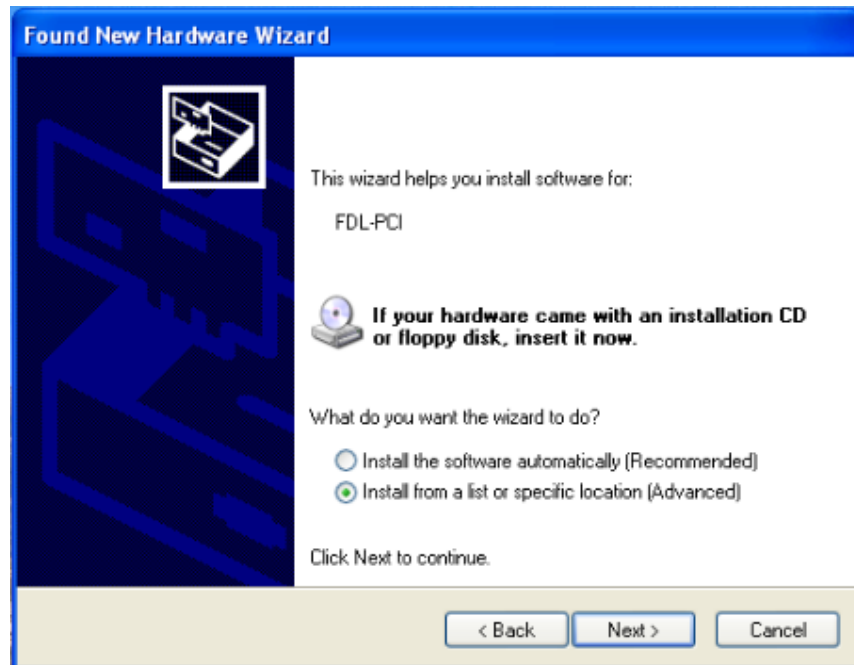 Found New Hardware Wizard
This wizard helps you install software for:
FDL-PCI
If your hardware came with an installation CD
or floppy disk, insert it now.
What do you want the wizard to do?
Install the software automatically (Recommended)
Install from a list or specific location (Advanced)
Click Next to continue.
< Back
Next >
Cancel